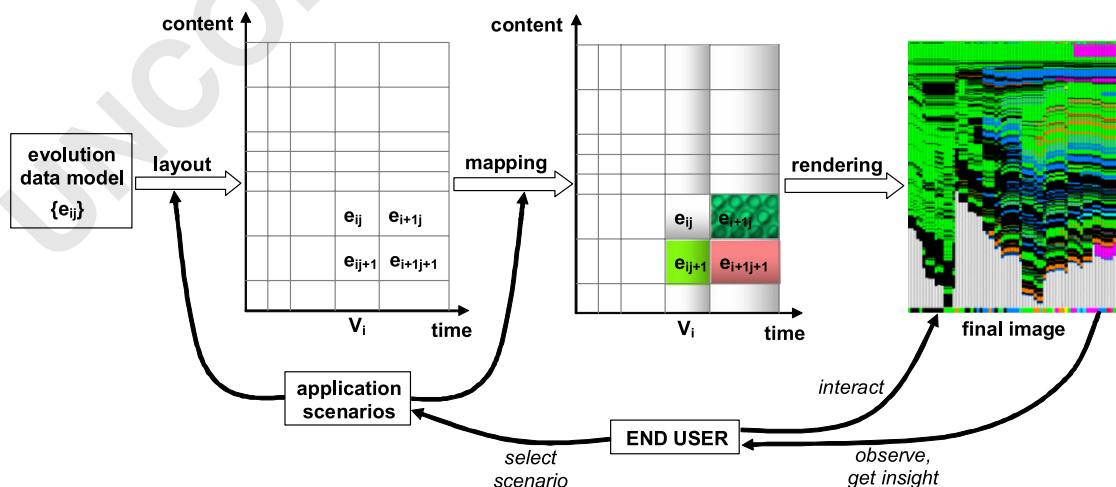 UNCO
content
content
evolution
data model
{eij}
layout
mapping
rendering
eij ei+1j
eij+1 ei+1j+1
eij ei+1j
eij+1 ei+1j+1
Vi time
Vi time
final image
application
scenarios
interact
END USER
select
scenario
observe,
get insight